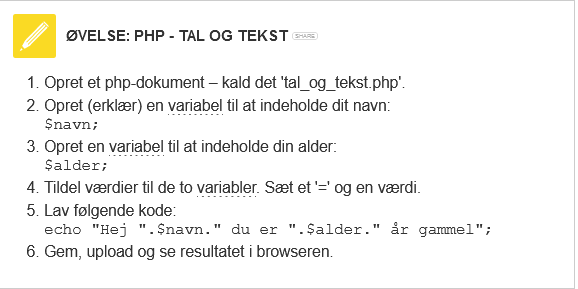 ØVELSE: PHP - TAL OG TEKST SHARE
1. Opret et php-dokument – kald det 'tal_og_tekst.php'.
2. Opret (erklær) en variabel til at indeholde dit navn:
$navn;
3. Opret en variabel til at indeholde din alder:
$alder;
4. Tildel værdier til de to variabler. Sæt et '=' og en værdi.
5. Lav følgende kode:
echo "Hej ".$navn." du er ".$alder." år gammel";
6. Gem, upload og se resultatet i browseren.